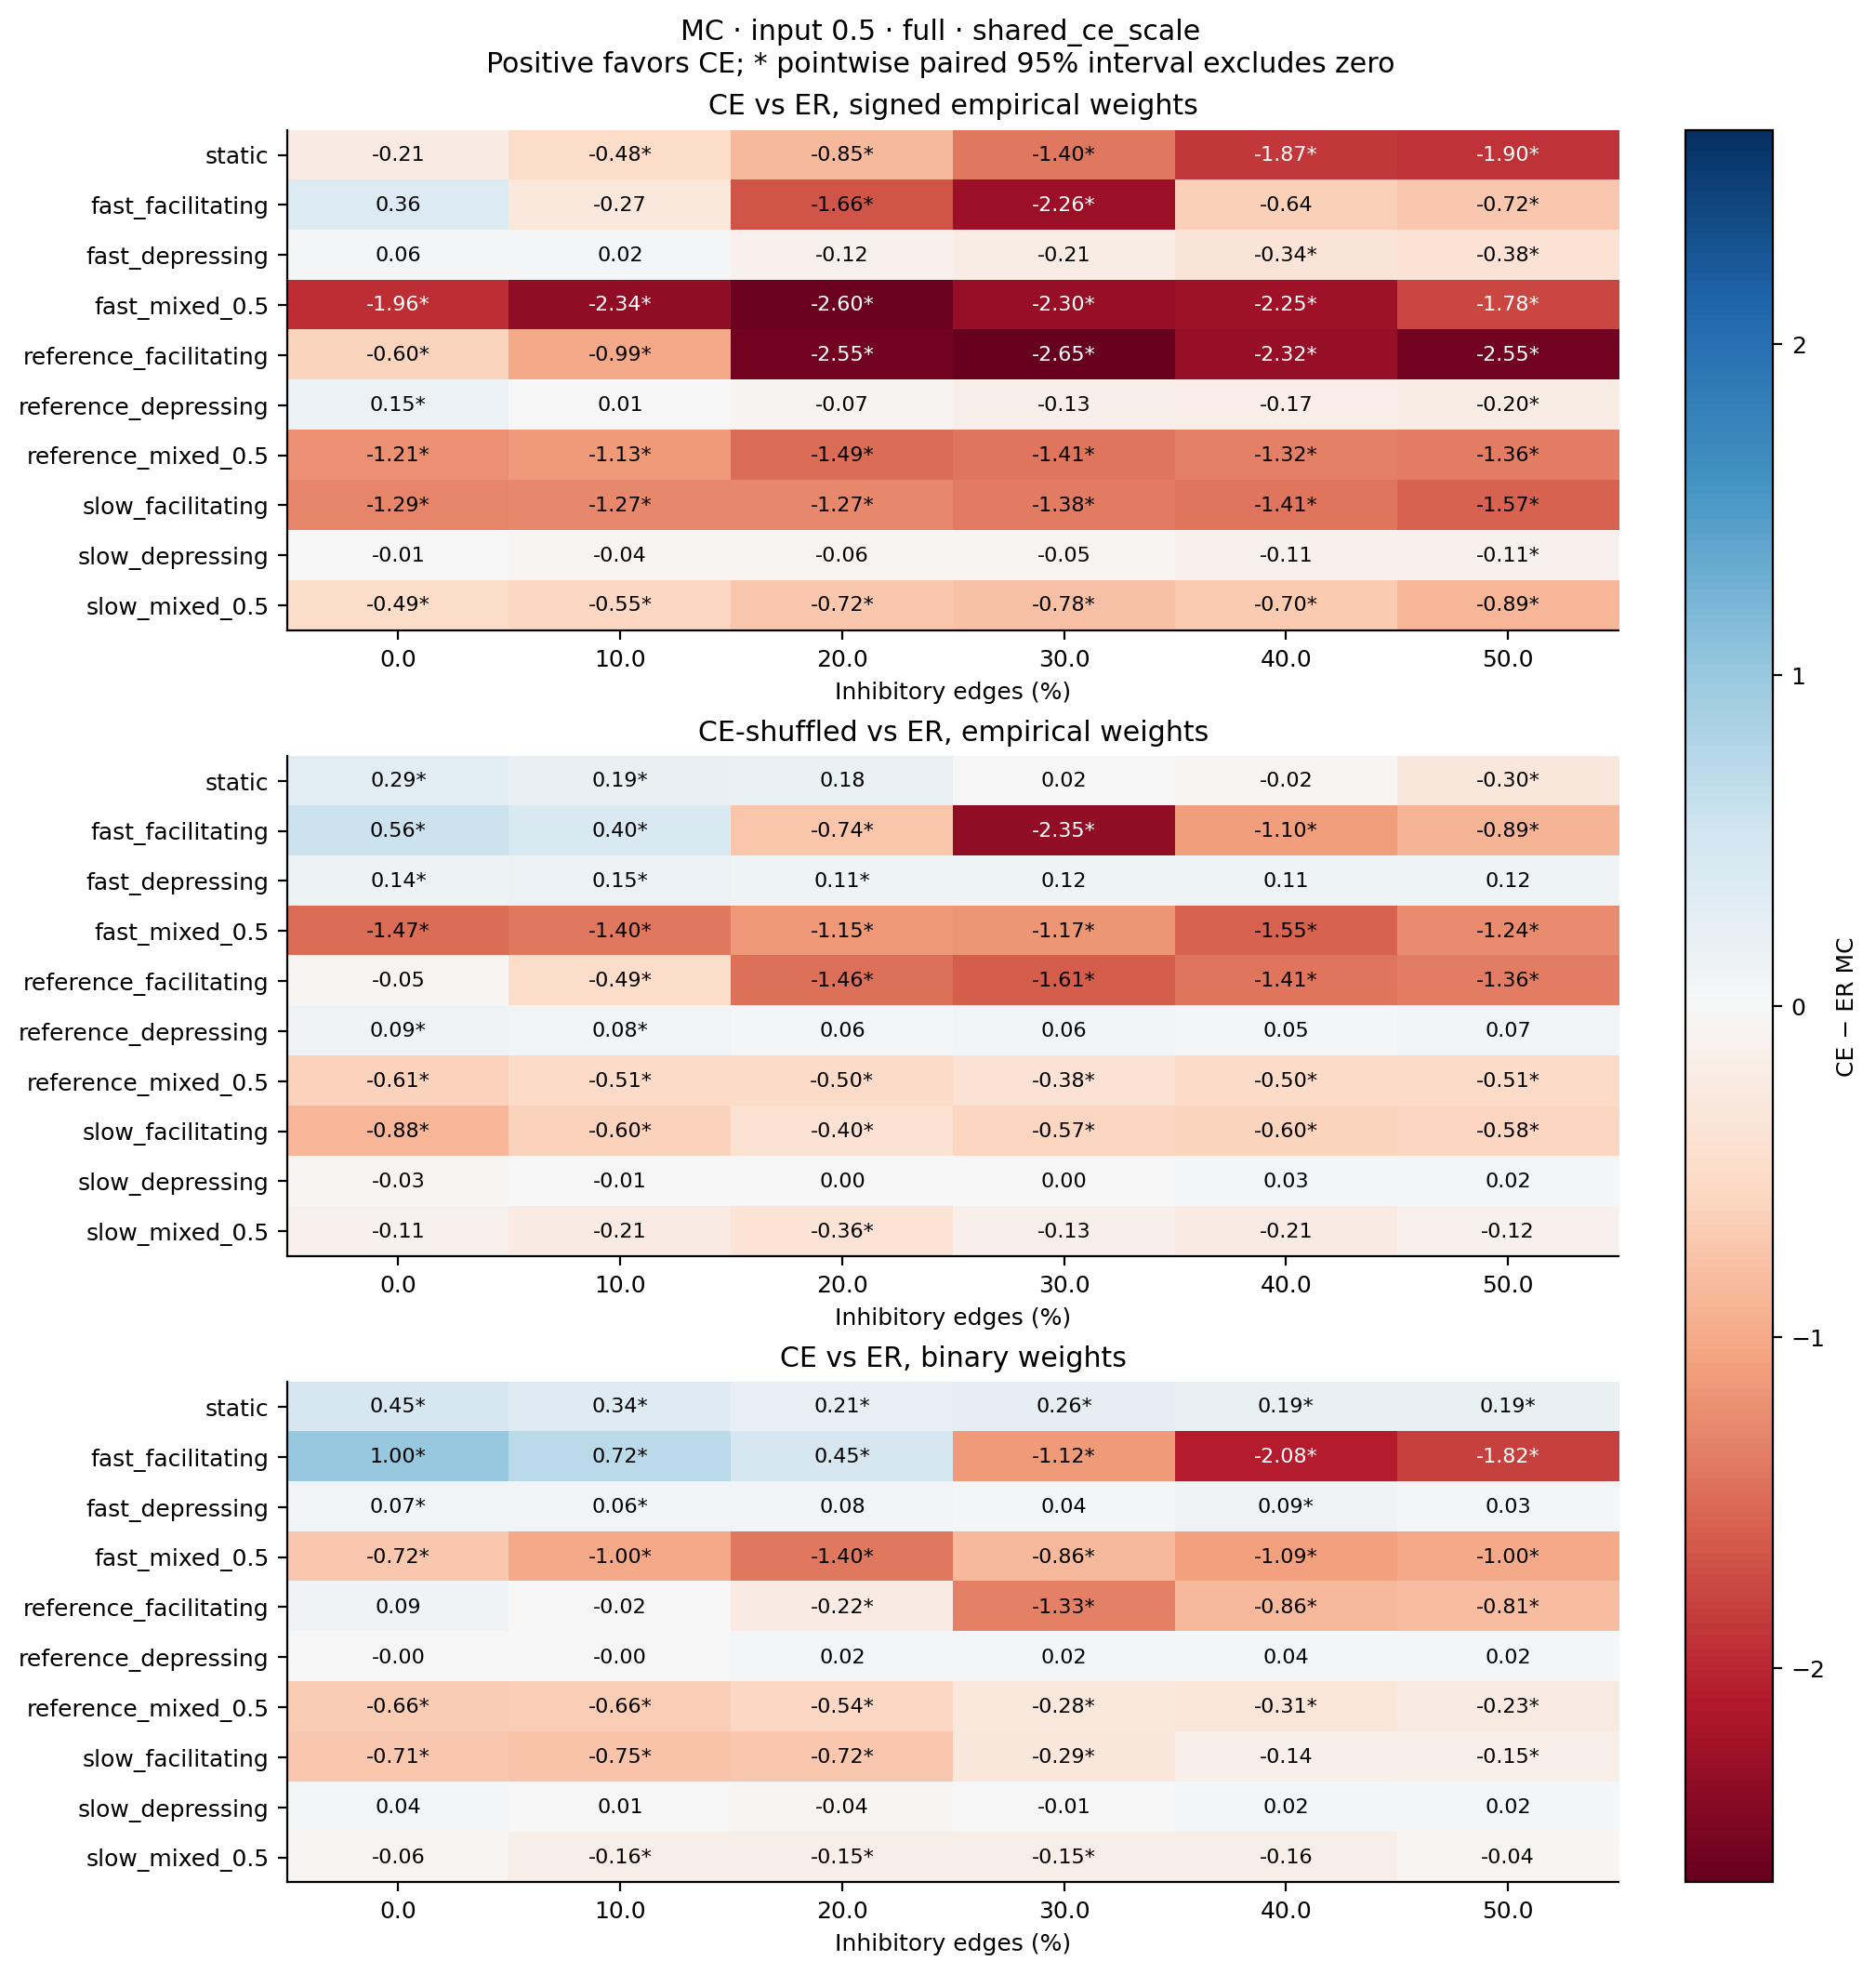 MC · input 0.5 · full · shared_ce_scale
Positive favors CE; * pointwise paired 95% interval excludes zero
CE vs ER, signed empirical weights
static -0.21 -0.48* -0.85* -1.40* -1.87* -1.90*
fast_facilitating 0.36 -0.27 -1.66* -2.26* -0.64 -0.72*
fast_depressing 0.06 0.02 -0.12 -0.21 -0.34* -0.38*
fast_mixed_0.5 -1.96* -2.34* -2.60* -2.30* -2.25* -1.78*
reference_facilitating -0.60* -0.99* -2.55* -2.65* -2.32* -2.55*
reference_depressing 0.15* 0.01 -0.07 -0.13 -0.17 -0.20*
reference_mixed_0.5 -1.21* -1.13* -1.49* -1.41* -1.32* -1.36*
slow_facilitating -1.29* -1.27* -1.27* -1.38* -1.41* -1.57*
slow_depressing -0.01 -0.04 -0.06 -0.05 -0.11 -0.11*
slow_mixed_0.5 -0.49* -0.55* -0.72* -0.78* -0.70* -0.89*
0.0 10.0 20.0 30.0 40.0 50.0
Inhibitory edges (%)
CE-shuffled vs ER, empirical weights
static 0.29* 0.19* 0.18 0.02 -0.02 -0.30*
fast_facilitating 0.56* 0.40* -0.74* -2.35* -1.10* -0.89*
fast_depressing 0.14* 0.15* 0.11* 0.12 0.11 0.12
fast_mixed_0.5 -1.47* -1.40* -1.15* -1.17* -1.55* -1.24*
reference_facilitating -0.05 -0.49* -1.46* -1.61* -1.41* -1.36*
reference_depressing 0.09* 0.08* 0.06 0.06 0.05 0.07
reference_mixed_0.5 -0.61* -0.51* -0.50* -0.38* -0.50* -0.51*
slow_facilitating -0.88* -0.60* -0.40* -0.57* -0.60* -0.58*
slow_depressing -0.03 -0.01 0.00 0.00 0.03 0.02
slow_mixed_0.5 -0.11 -0.21 -0.36* -0.13 -0.21 -0.12
0.0 10.0 20.0 30.0 40.0 50.0
Inhibitory edges (%)
CE vs ER, binary weights
static 0.45* 0.34* 0.21* 0.26* 0.19* 0.19*
fast_facilitating 1.00* 0.72* 0.45* -1.12* -2.08* -1.82*
fast_depressing 0.07* 0.06* 0.08 0.04 0.09* 0.03
fast_mixed_0.5 -0.72* -1.00* -1.40* -0.86* -1.09* -1.00*
reference_facilitating 0.09 -0.02 -0.22* -1.33* -0.86* -0.81*
reference_depressing -0.00 -0.00 0.02 0.02 0.04 0.02
reference_mixed_0.5 -0.66* -0.66* -0.54* -0.28* -0.31* -0.23*
slow_facilitating -0.71* -0.75* -0.72* -0.29* -0.14 -0.15*
slow_depressing 0.04 0.01 -0.04 -0.01 0.02 0.02
slow_mixed_0.5 -0.06 -0.16* -0.15* -0.15* -0.16 -0.04
0.0 10.0 20.0 30.0 40.0 50.0
Inhibitory edges (%)
2
1
0
−1
−2
CE − ER MC